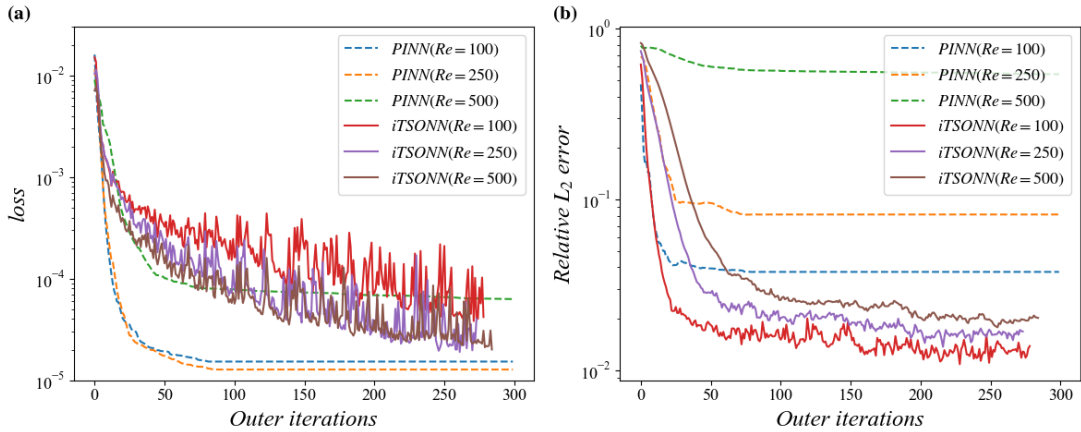 (a)
10⁻²
10⁻³
10⁻⁴
10⁻⁵
loss
0 50 100 150 200 250 300
Outer iterations
PINN(Re = 100)
PINN(Re = 250)
PINN(Re = 500)
iTSONN(Re = 100)
iTSONN(Re = 250)
iTSONN(Re = 500)
(b)
10⁰
10⁻¹
10⁻²
Relative L₂ error
0 50 100 150 200 250 300
Outer iterations
PINN(Re = 100)
PINN(Re = 250)
PINN(Re = 500)
iTSONN(Re = 100)
iTSONN(Re = 250)
iTSONN(Re = 500)